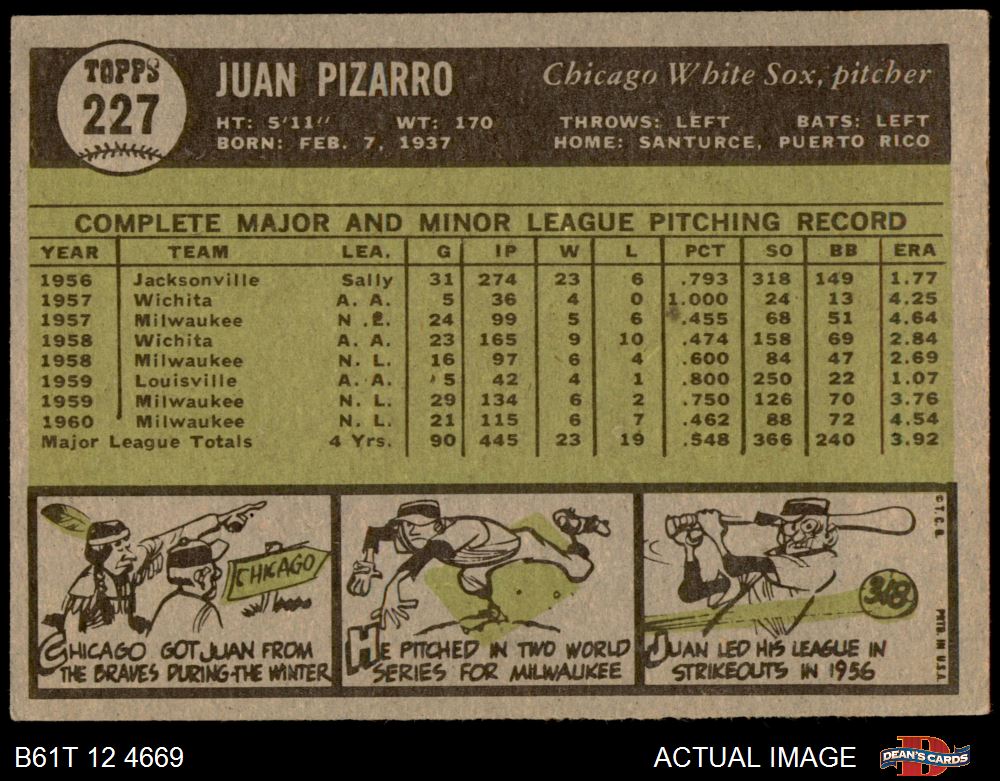 TOPPS
227
JUAN PIZARRO
Chicago White Sox, pitcher
HT: 5'11" WT: 170 THROWS: LEFT BATS: LEFT
BORN: FEB. 7, 1937 HOME: SANTURCE, PUERTO RICO
COMPLETE MAJOR AND MINOR LEAGUE PITCHING RECORD
YEAR TEAM LEA. G IP W L PCT SO BB ERA
1956 Jacksonville Sally 31 274 23 6 .793 318 149 1.77
1957 Wichita A. A. 5 36 4 0 1.000 24 13 4.25
1957 Milwaukee N. L. 24 99 5 6 .455 68 51 4.64
1958 Wichita A. A. 23 165 9 10 .474 158 69 2.84
1958 Milwaukee N. L. 16 97 6 4 .600 84 47 2.69
1959 Louisville A. A. 5 42 4 1 .800 250 22 1.07
1959 Milwaukee N. L. 29 134 6 2 .750 126 70 3.76
1960 Milwaukee N. L. 21 115 6 7 .462 88 72 4.54
Major League Totals 4 Yrs. 90 445 23 19 .548 366 240 3.92
CHICAGO
CHICAGO GOT JUAN FROM
THE BRAVES DURING THE WINTER
HE PITCHED IN TWO WORLD
SERIES FOR MILWAUKEE
318
JUAN LED HIS LEAGUE IN
STRIKEOUTS IN 1956
© T.C.G.
PRTD. IN U.S.A.
B61T 12 4669
ACTUAL IMAGE
DEAN'S CARDS